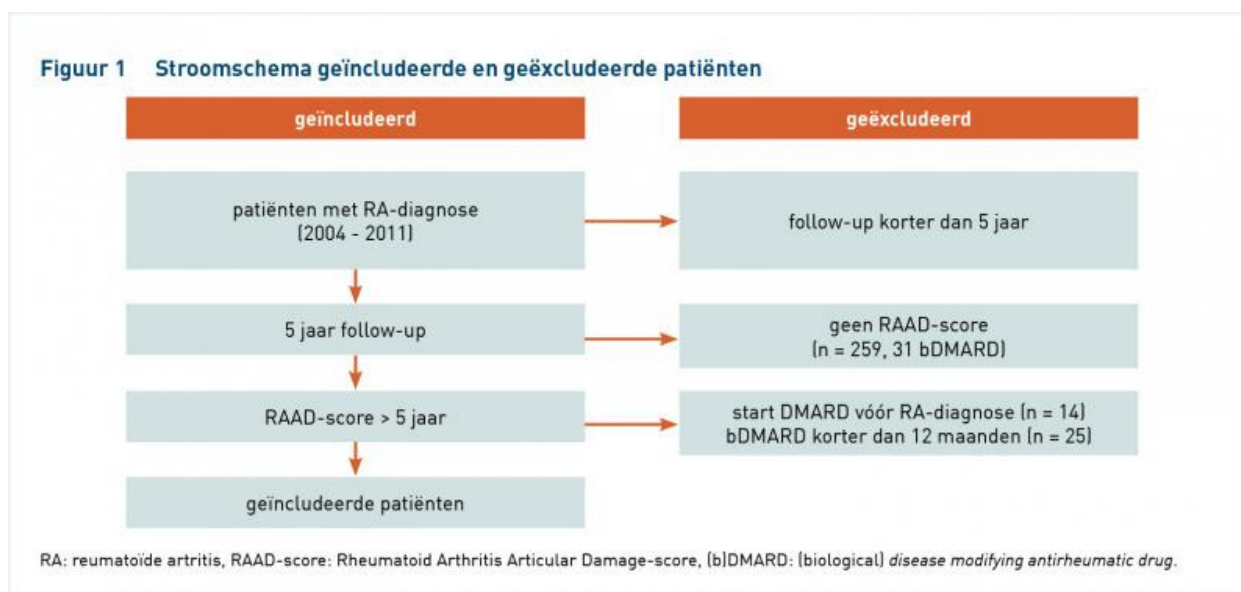 Figuur 1 Stroomschema geïncludeerde en geëxcludeerde patiënten
geïncludeerd
geëxcludeerd
patiënten met RA-diagnose
(2004 - 2011)
follow-up korter dan 5 jaar
5 jaar follow-up
geen RAAD-score
(n = 259, 31 bDMARD)
RAAD-score > 5 jaar
start DMARD vóór RA-diagnose (n = 14)
bDMARD korter dan 12 maanden (n = 25)
geïncludeerde patiënten
RA: reumatoïde artritis, RAAD-score: Rheumatoid Arthritis Articular Damage-score, (b)DMARD: (biological) disease modifying antirheumatic drug.